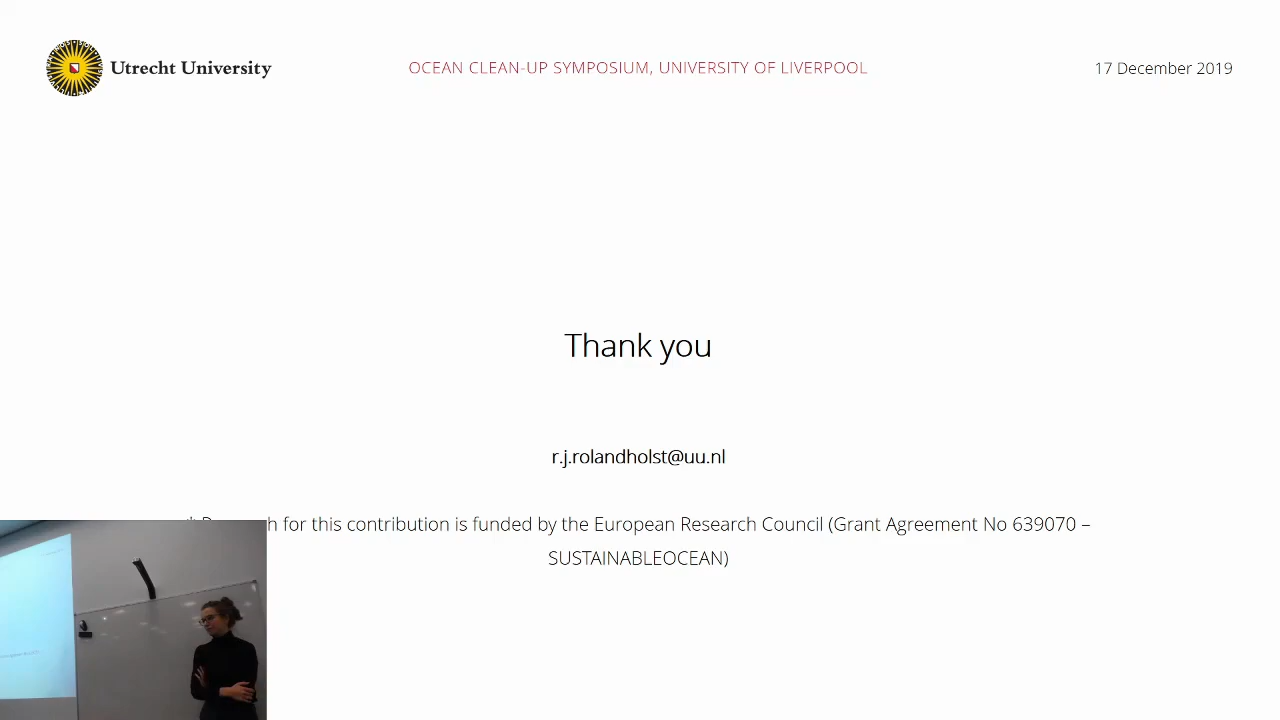 Utrecht University
OCEAN CLEAN-UP SYMPOSIUM, UNIVERSITY OF LIVERPOOL
17 December 2019
Thank you
r.j.rolandholst@uu.nl
for this contribution is funded by the European Research Council (Grant Agreement No 639070 –
SUSTAINABLEOCEAN)